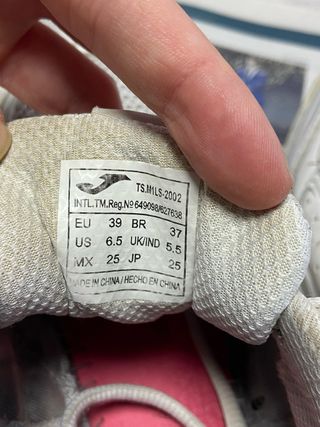 TS.M1LS-2002
INTL.TM.Reg.Nº649098/627638
EU 39 BR 37
US 6.5 UK/IND 5.5
MX 25 JP 25
MADE IN CHINA/HECHO EN CHINA